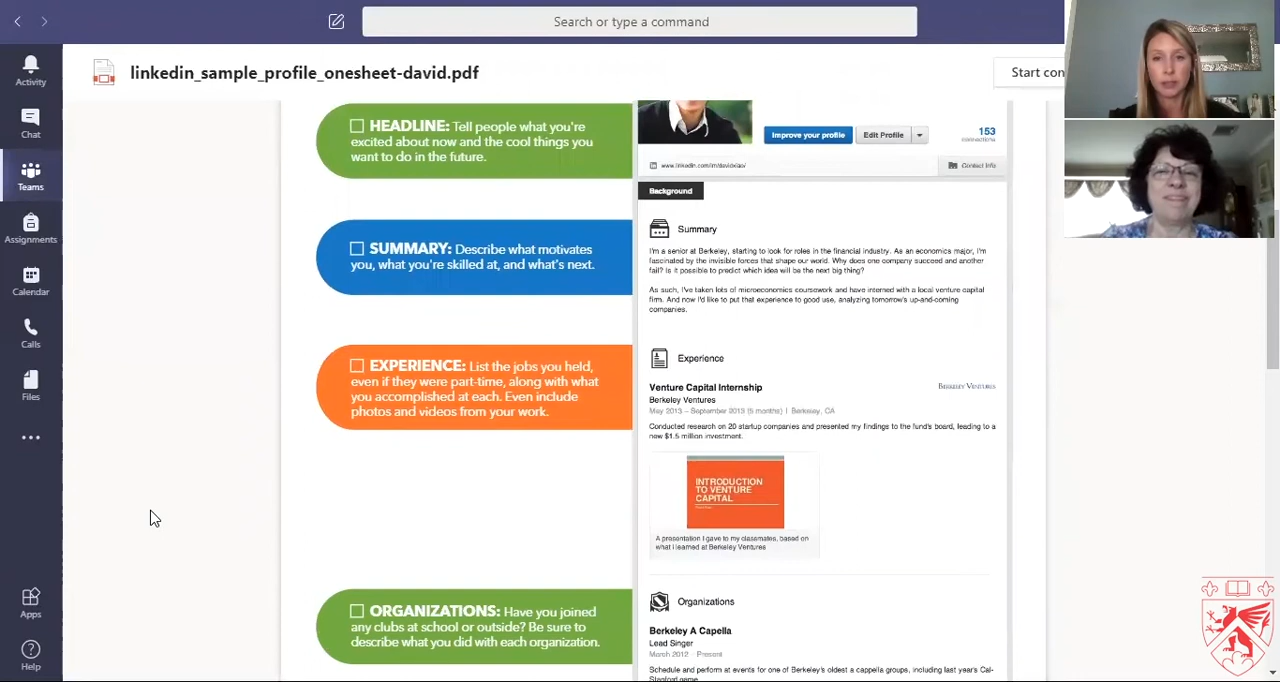 Search or type a command
Activity
Chat
Teams
Assignments
Calendar
Calls
Files
Apps
Help
linkedin_sample_profile_onesheet-david.pdf
Start con
HEADLINE: Tell people what you're
excited about now and the cool things you
want to do in the future.
SUMMARY: Describe what motivates
you, what you're skilled at, and what's next.
EXPERIENCE: List the jobs you held,
even if they were part-time, along with what
you accomplished at each. Even include
photos and videos from your work.
ORGANIZATIONS: Have you joined
any clubs at school or outside? Be sure to
describe what you did with each organization.
Improve your profile
Edit Profile
153
connections
www.linkedin.com/in/davidxiao/
Contact Info
Background
Summary
I'm a senior at Berkeley, starting to look for roles in the financial industry. As an economics major, I'm
fascinated by the invisible forces that shape our world. Why does one company succeed and another
fail? Is it possible to predict which idea will be the next big thing?
As such, I've taken lots of microeconomics coursework and have interned with a local venture capital
firm. And now I'd like to put that experience to good use, analyzing tomorrow's up-and-coming
companies.
Experience
Venture Capital Internship
BERKELEY VENTURES
Berkeley Ventures
May 2013 – September 2013 (5 months) | Berkeley, CA
Conducted research on 20 startup companies and presented my findings to the fund's board, leading to a
new $1.5 million investment.
INTRODUCTION
TO VENTURE
CAPITAL
A presentation I gave to my classmates, based on
what I learned at Berkeley Ventures
Organizations
Berkeley A Capella
Lead Singer
March 2012 - Present
Schedule and perform at events for one of Berkeley's oldest a cappella groups, including last year's Cal-
Stanford game.